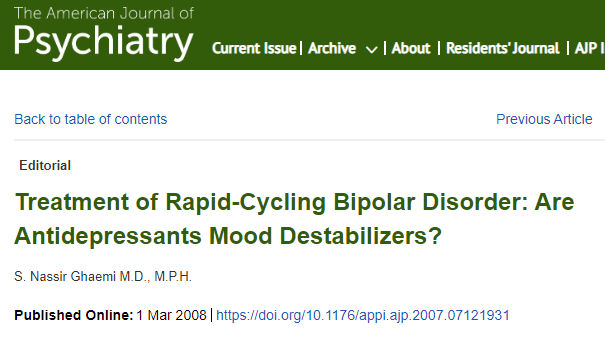 The American Journal of
Psychiatry
Current Issue | Archive | About | Residents' Journal | AJP
Back to table of contents
Previous Article
Editorial
Treatment of Rapid-Cycling Bipolar Disorder: Are
Antidepressants Mood Destabilizers?
S. Nassir Ghaemi M.D., M.P.H.
Published Online: 1 Mar 2008 | https://doi.org/10.1176/appi.ajp.2007.07121931